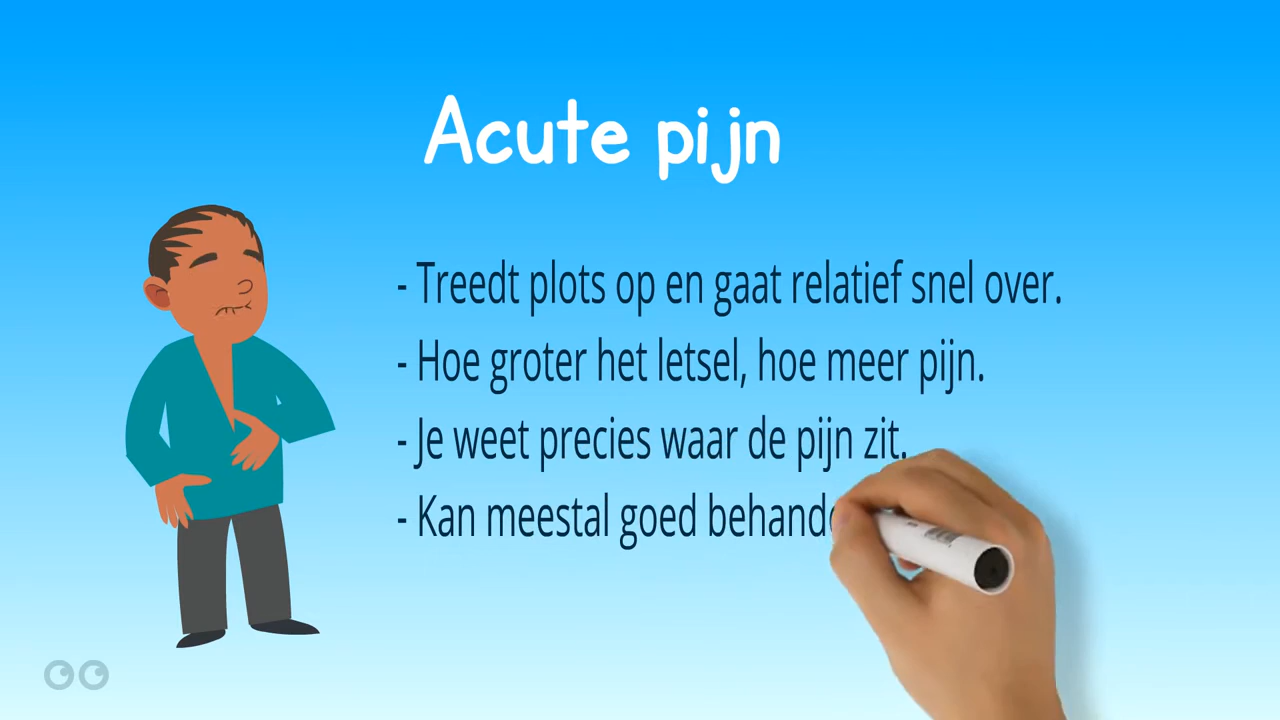 Acute pijn
- Treedt plots op en gaat relatief snel over.
- Hoe groter het letsel, hoe meer pijn.
- Je weet precies waar de pijn zit.
- Kan meestal goed